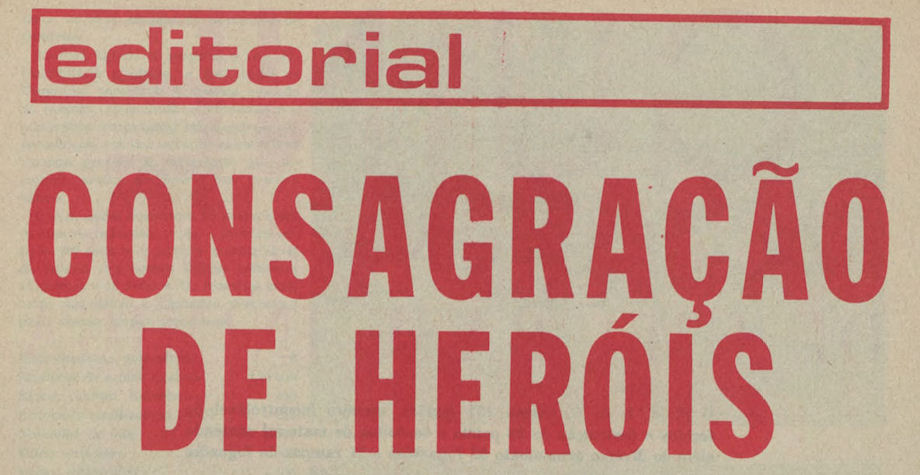 editorial
CONSAGRAÇÃO
DE HERÓIS